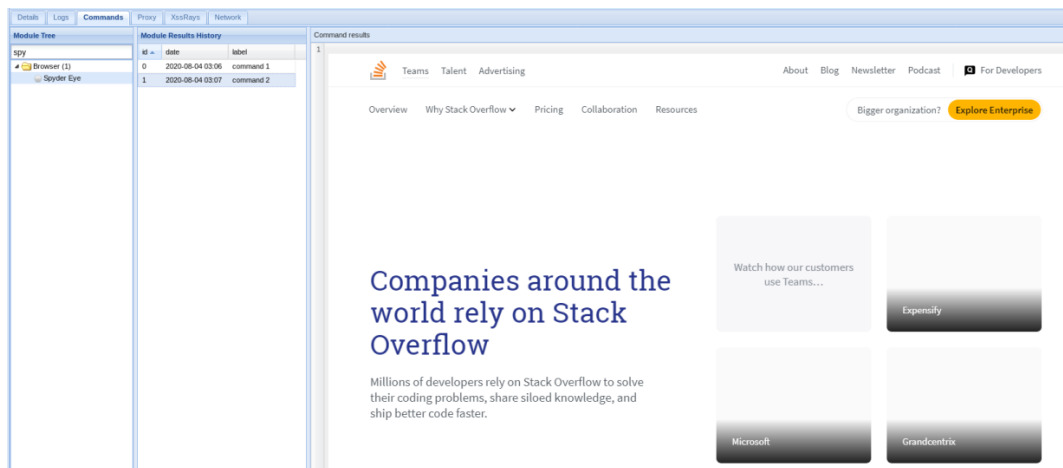 Details Logs Commands Proxy XssRays Network
Module Tree
spy
Browser (1)
Spyder Eye
Module Results History
id date label
0 2020-08-04 03:06 command 1
1 2020-08-04 03:07 command 2
Command results
1
Teams Talent Advertising About Blog Newsletter Podcast For Developers
Overview Why Stack Overflow Pricing Collaboration Resources Bigger organization? Explore Enterprise
Companies around the
world rely on Stack
Overflow
Millions of developers rely on Stack Overflow to solve
their coding problems, share siloed knowledge, and
ship better code faster.
Watch how our customers
use Teams...
Expensify
Microsoft
Grandcentrix